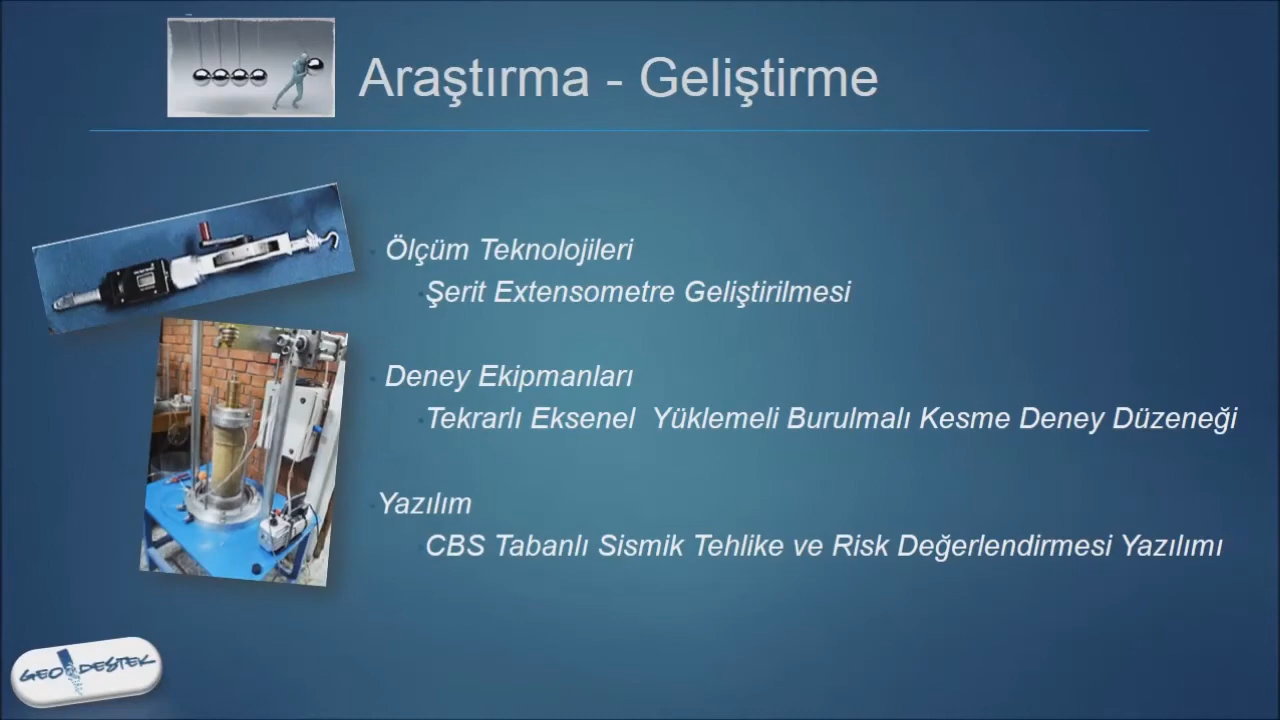 Araştırma - Geliştirme
Ölçüm Teknolojileri
Şerit Extensometre Geliştirilmesi
Deney Ekipmanları
Tekrarlı Eksenel Yüklemeli Burulmalı Kesme Deney Düzeneği
Yazılım
CBS Tabanlı Sismik Tehlike ve Risk Değerlendirmesi Yazılımı
GEO DESTEK